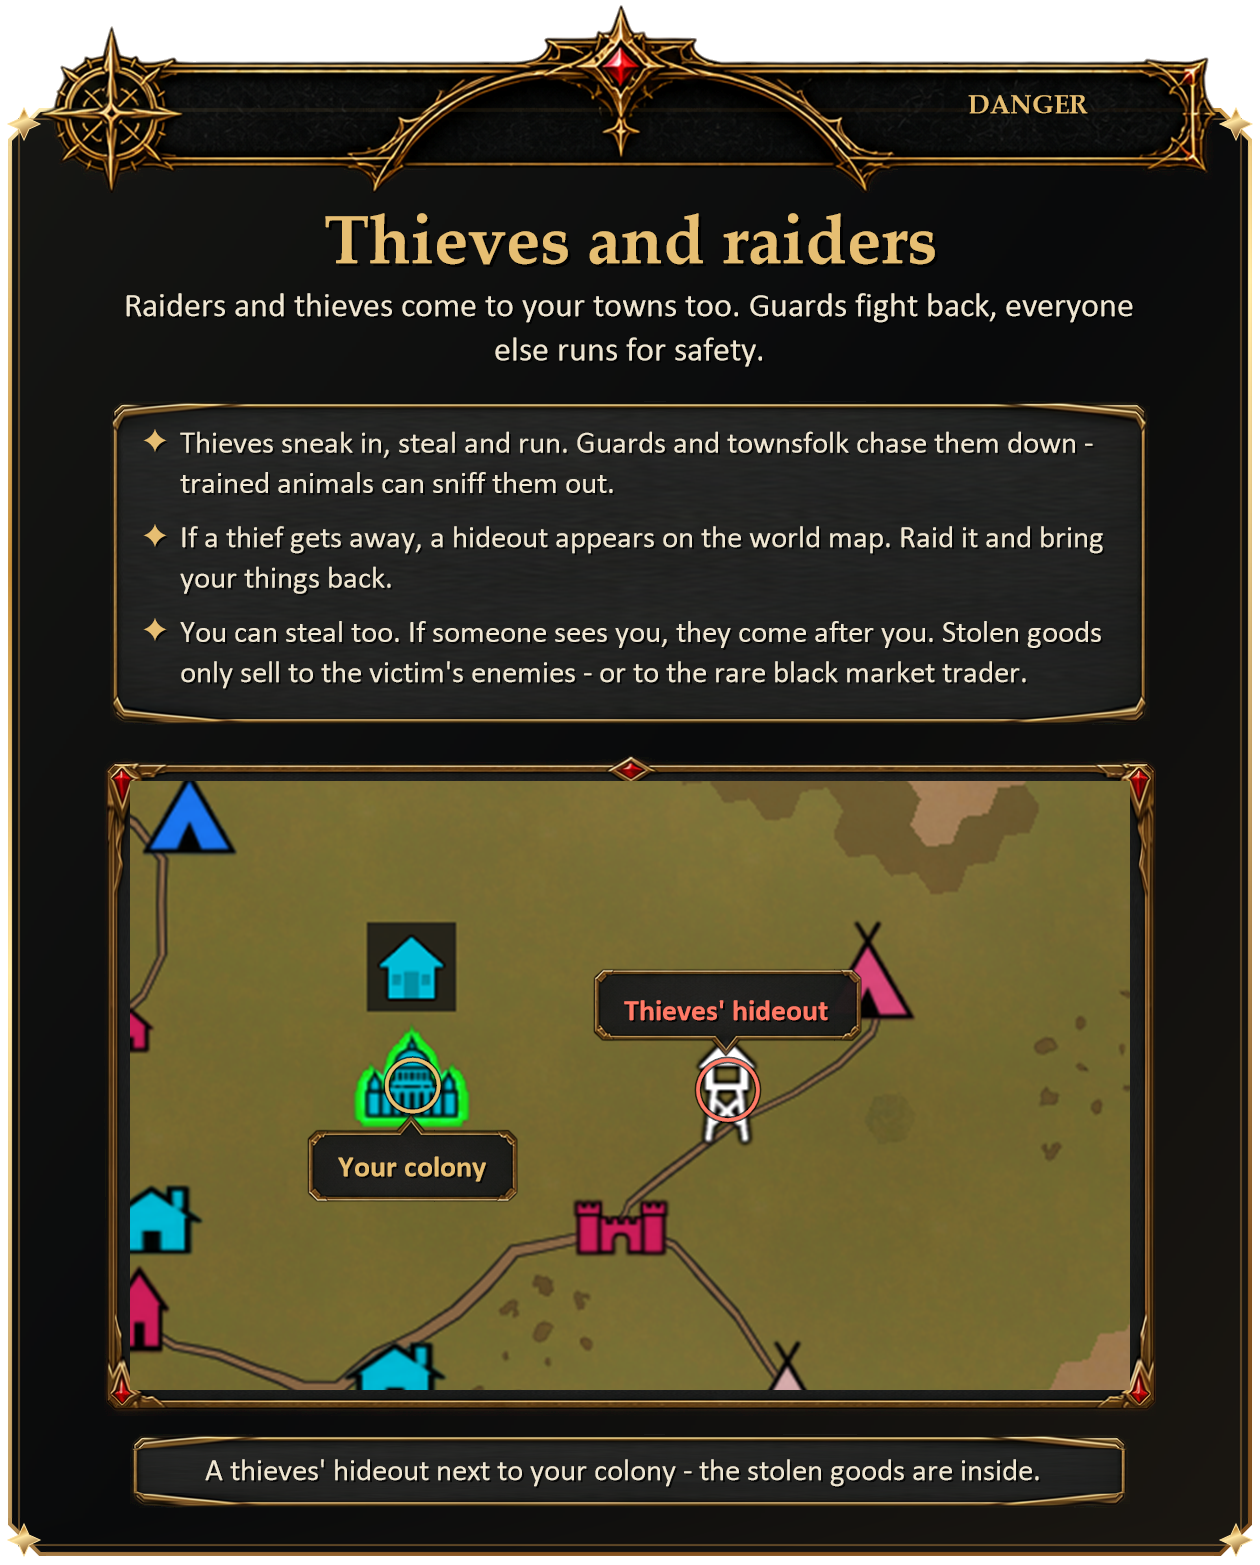 DANGER
Thieves and raiders
Raiders and thieves come to your towns too. Guards fight back, everyone
else runs for safety.
Thieves sneak in, steal and run. Guards and townsfolk chase them down -
trained animals can sniff them out.
If a thief gets away, a hideout appears on the world map. Raid it and bring
your things back.
You can steal too. If someone sees you, they come after you. Stolen goods
only sell to the victim's enemies - or to the rare black market trader.
Thieves' hideout
Your colony
A thieves' hideout next to your colony - the stolen goods are inside.